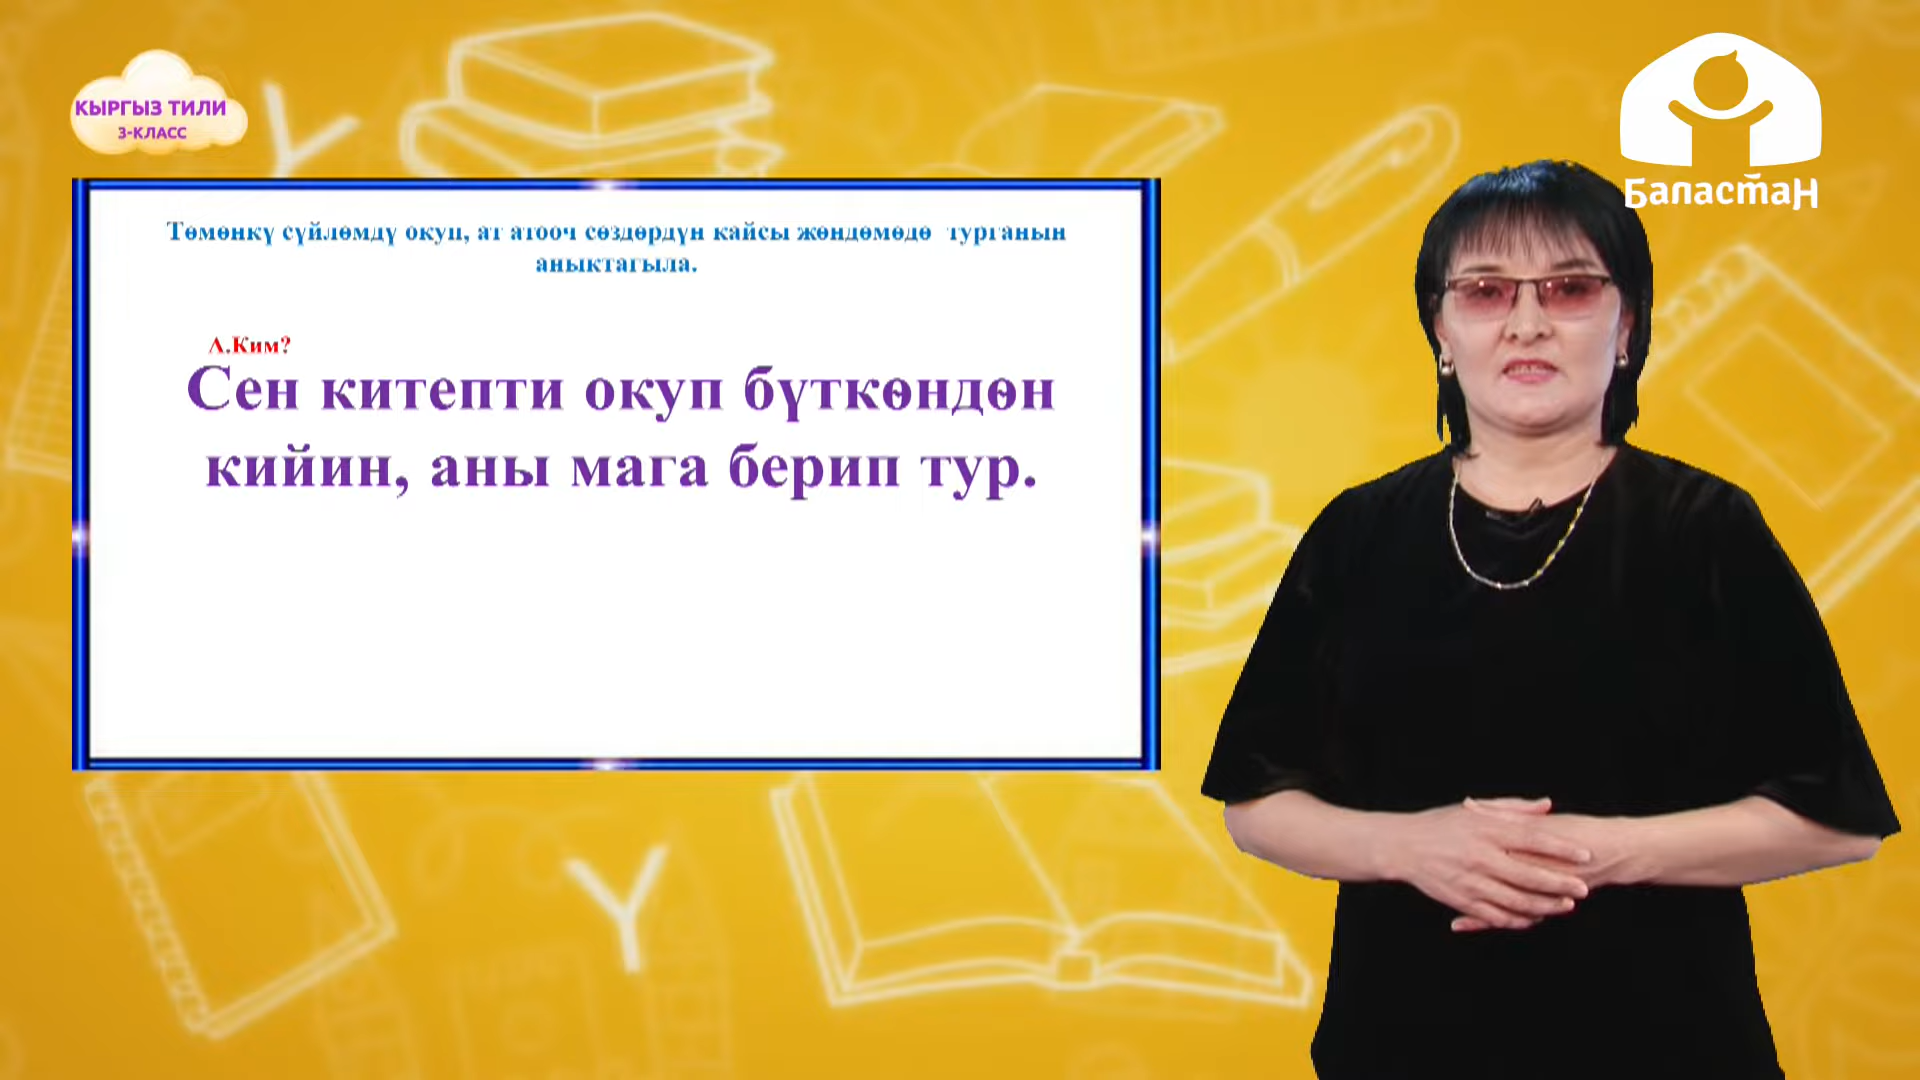 КЫРГЫЗ ТИЛИ
3-КЛАСС
Баластан
Төмөнкү сүйлөмдү окуп, ат атооч сөздөрдүн кайсы жөндөмөдө турганын
аныктагыла.
А.Ким?
Сен китепти окуп бүткөндөн
кийин, аны мага берип тур.